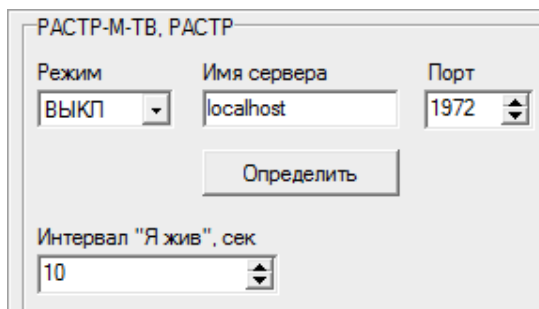 РАСТР-М-ТВ, РАСТР
Режим Имя сервера Порт
ВЫКЛ localhost 1972
Определить
Интервал "Я жив", сек
10